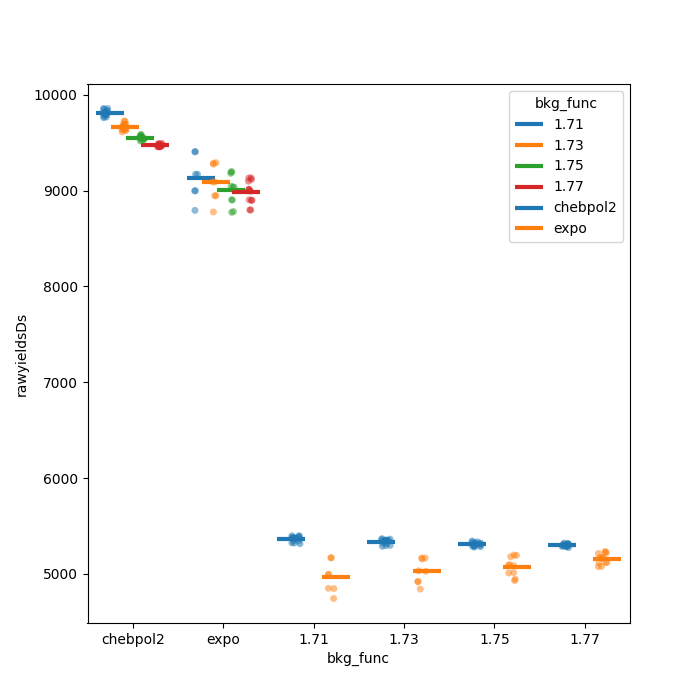 10000
9000
8000
7000
6000
5000
rawyieldsDs
chebpol2 expo 1.71 1.73 1.75 1.77
bkg_func
bkg_func
1.71
1.73
1.75
1.77
chebpol2
expo